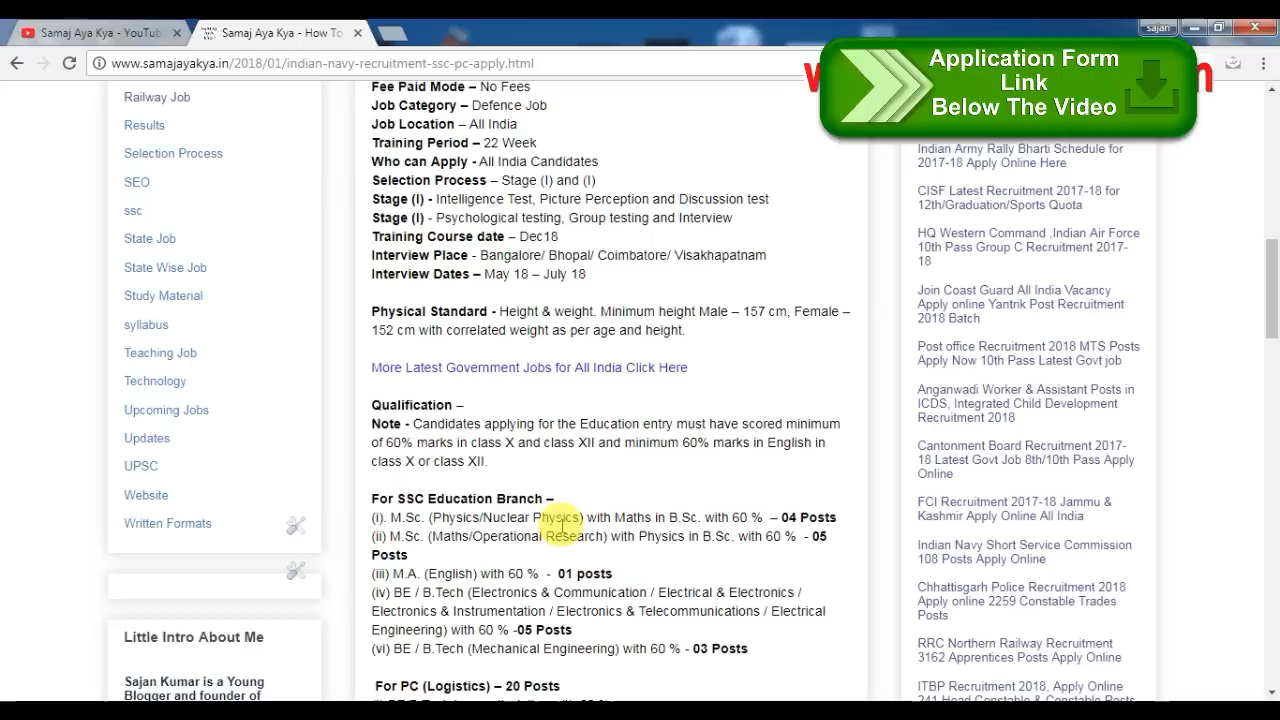 Samaj Aya Kya - YouTub
Samaj Aya Kya - How To
sajan
www.samajayakya.in/2018/01/indian-navy-recruitment-ssc-pc-apply.html
Application Form
Link
Below The Video
Railway Job
Results
Selection Process
SEO
ssc
State Job
State Wise Job
Study Material
syllabus
Teaching Job
Technology
Upcoming Jobs
Updates
UPSC
Website
Written Formats
Little Intro About Me
Sajan Kumar is a Young
Blogger and founder of
Fee Paid Mode – No Fees
Job Category – Defence Job
Job Location – All India
Training Period – 22 Week
Who can Apply - All India Candidates
Selection Process – Stage (I) and (I)
Stage (I) - Intelligence Test, Picture Perception and Discussion test
Stage (I) - Psychological testing, Group testing and Interview
Training Course date – Dec18
Interview Place - Bangalore/ Bhopal/ Coimbatore/ Visakhapatnam
Interview Dates – May 18 – July 18
Physical Standard - Height & weight. Minimum height Male – 157 cm, Female –
152 cm with correlated weight as per age and height.
More Latest Government Jobs for All India Click Here
Qualification –
Note - Candidates applying for the Education entry must have scored minimum
of 60% marks in class X and class XII and minimum 60% marks in English in
class X or class XII.
For SSC Education Branch –
(i). M.Sc. (Physics/Nuclear Physics) with Maths in B.Sc. with 60 % – 04 Posts
(ii) M.Sc. (Maths/Operational Research) with Physics in B.Sc. with 60 % - 05
Posts
(iii) M.A. (English) with 60 % - 01 posts
(iv) BE / B.Tech (Electronics & Communication / Electrical & Electronics /
Electronics & Instrumentation / Electronics & Telecommunications / Electrical
Engineering) with 60 % -05 Posts
(vi) BE / B.Tech (Mechanical Engineering) with 60 % - 03 Posts
For PC (Logistics) – 20 Posts
Indian Army Rally Bharti Schedule for
2017-18 Apply Online Here
CISF Latest Recruitment 2017-18 for
12th/Graduation/Sports Quota
HQ Western Command ,Indian Air Force
10th Pass Group C Recruitment 2017-
18
Join Coast Guard All India Vacancy
Apply online Yantrik Post Recruitment
2018 Batch
Post office Recruitment 2018 MTS Posts
Apply Now 10th Pass Latest Govt job
Anganwadi Worker & Assistant Posts in
ICDS, Integrated Child Development
Recruitment 2018
Cantonment Board Recruitment 2017-
18 Latest Govt Job 8th/10th Pass Apply
Online
FCI Recruitment 2017-18 Jammu &
Kashmir Apply Online All India
Indian Navy Short Service Commission
108 Posts Apply Online
Chhattisgarh Police Recruitment 2018
Apply online 2259 Constable Trades
Posts
RRC Northern Railway Recruitment
3162 Apprentices Posts Apply Online
ITBP Recruitment 2018, Apply Online
241 Head Constable & Constable Posts